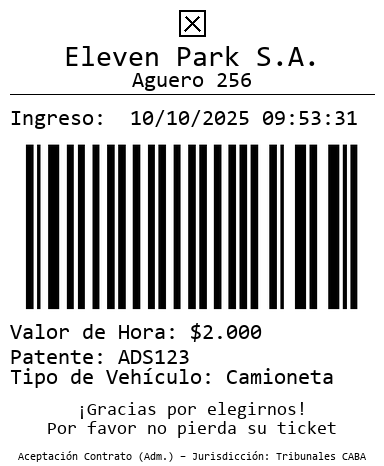 Eleven Park S.A.
Aguero 256
Ingreso: 10/10/2025 09:53:31
Valor de Hora: $2.000
Patente: ADS123
Tipo de Vehículo: Camioneta
¡Gracias por elegirnos!
Por favor no pierda su ticket
Aceptación Contrato (Adm.) – Jurisdicción: Tribunales CABA